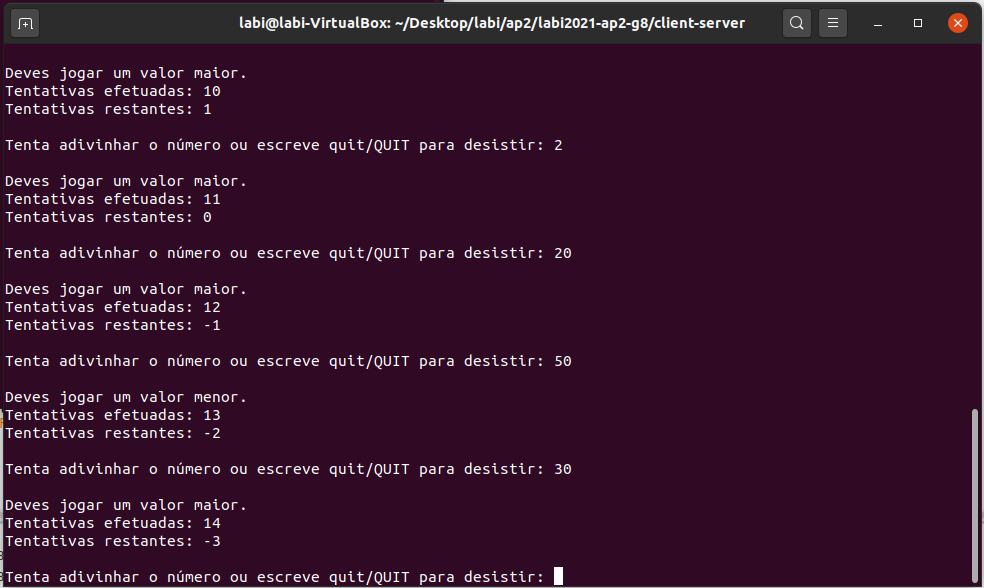 labi@labi-VirtualBox: ~/Desktop/labi/ap2/labi2021-ap2-g8/client-server
Deves jogar um valor maior.
Tentativas efetuadas: 10
Tentativas restantes: 1
Tenta adivinhar o número ou escreve quit/QUIT para desistir: 2
Deves jogar um valor maior.
Tentativas efetuadas: 11
Tentativas restantes: 0
Tenta adivinhar o número ou escreve quit/QUIT para desistir: 20
Deves jogar um valor maior.
Tentativas efetuadas: 12
Tentativas restantes: -1
Tenta adivinhar o número ou escreve quit/QUIT para desistir: 50
Deves jogar um valor menor.
Tentativas efetuadas: 13
Tentativas restantes: -2
Tenta adivinhar o número ou escreve quit/QUIT para desistir: 30
Deves jogar um valor maior.
Tentativas efetuadas: 14
Tentativas restantes: -3
Tenta adivinhar o número ou escreve quit/QUIT para desistir: